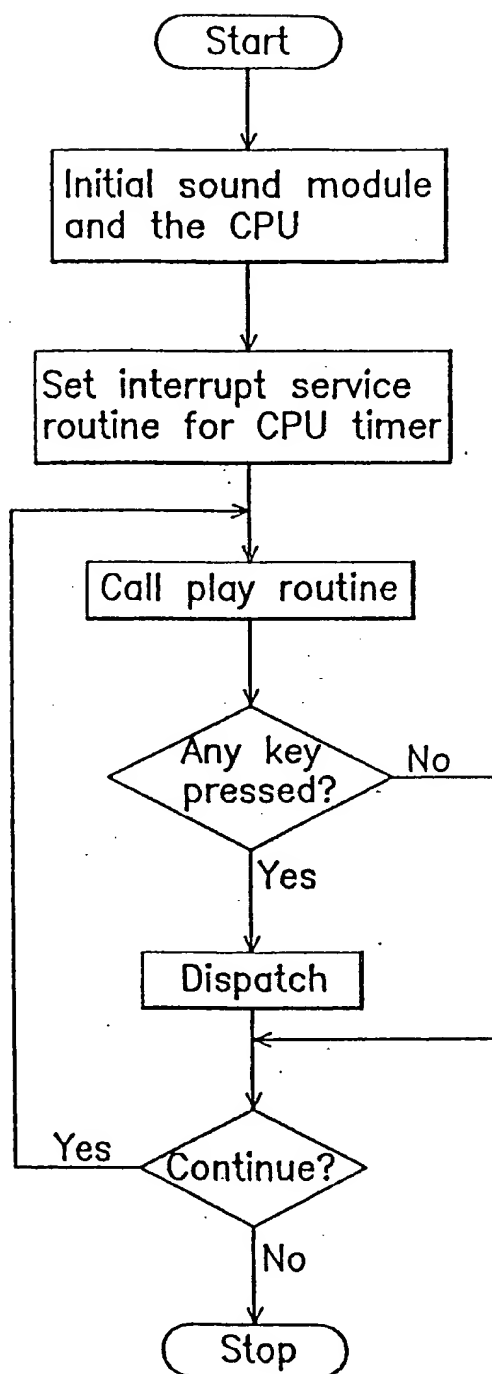 Start
Initial sound module
and the CPU
Set interrupt service
routine for CPU timer
Call play routine
Any key
pressed?
No
Yes
Dispatch
Yes
Continue?
No
Stop